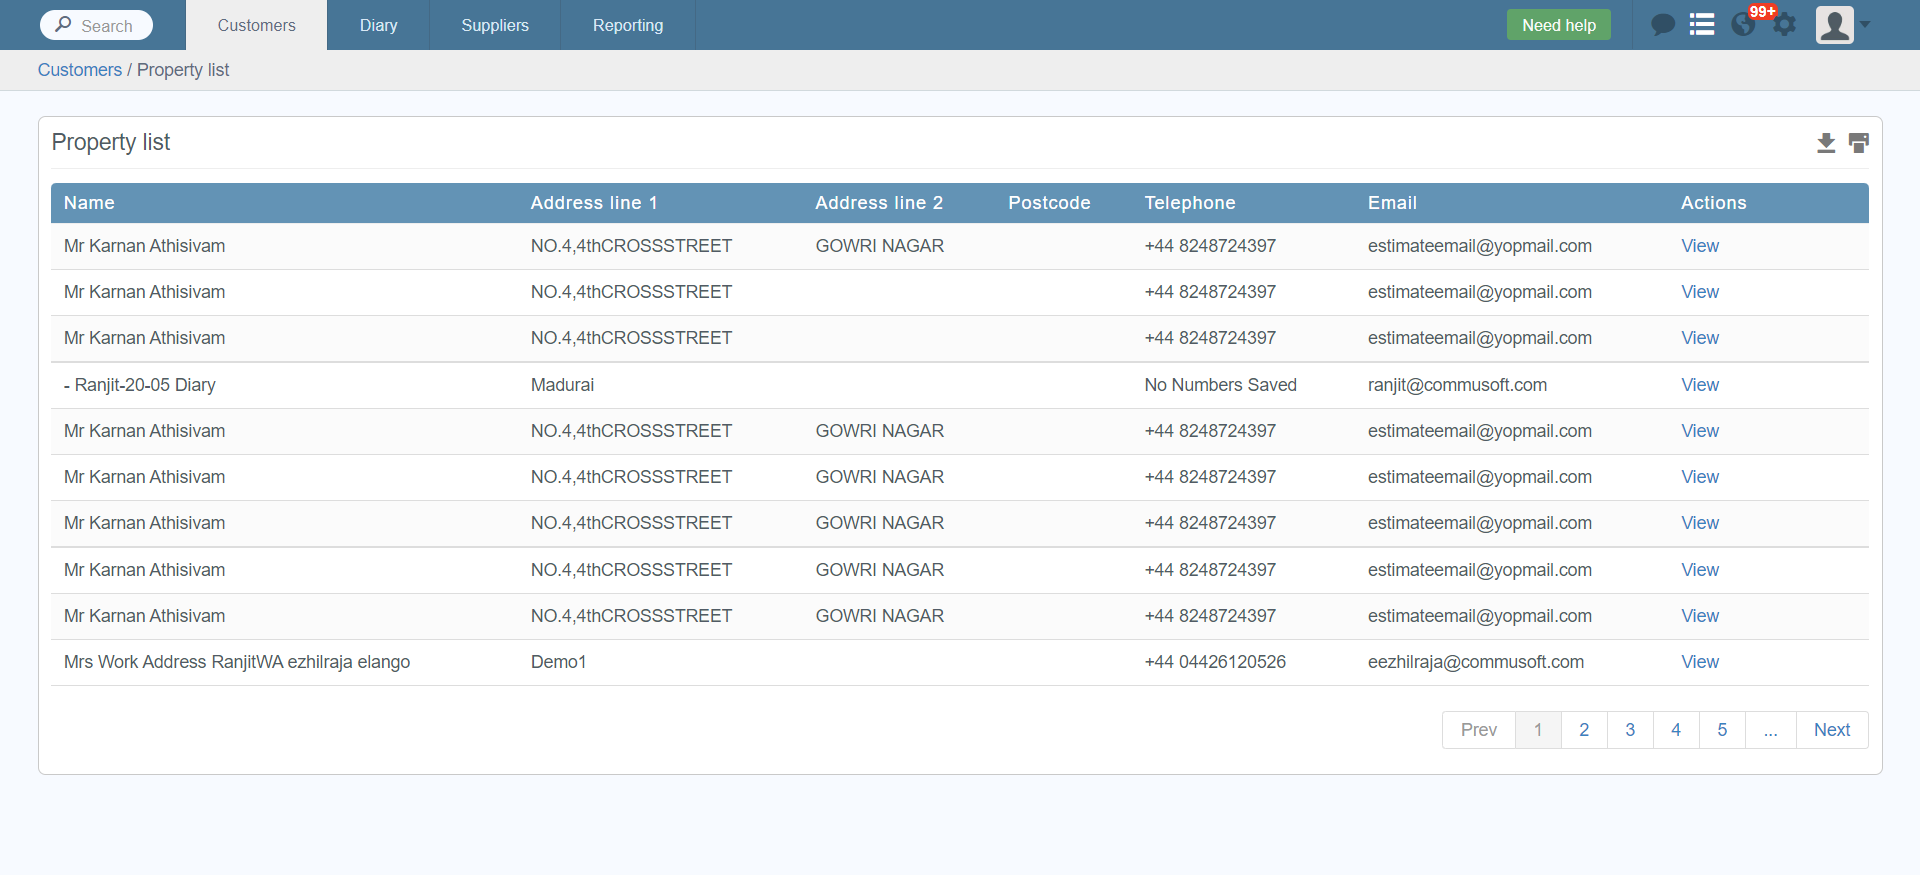 Search Customers Diary Suppliers Reporting Need help 99+
Customers / Property list
Property list
Name Address line 1 Address line 2 Postcode Telephone Email Actions
Mr Karnan Athisivam NO.4,4thCROSSSTREET GOWRI NAGAR +44 8248724397 estimateemail@yopmail.com View
Mr Karnan Athisivam NO.4,4thCROSSSTREET +44 8248724397 estimateemail@yopmail.com View
Mr Karnan Athisivam NO.4,4thCROSSSTREET +44 8248724397 estimateemail@yopmail.com View
- Ranjit-20-05 Diary Madurai No Numbers Saved ranjit@commusoft.com View
Mr Karnan Athisivam NO.4,4thCROSSSTREET GOWRI NAGAR +44 8248724397 estimateemail@yopmail.com View
Mr Karnan Athisivam NO.4,4thCROSSSTREET GOWRI NAGAR +44 8248724397 estimateemail@yopmail.com View
Mr Karnan Athisivam NO.4,4thCROSSSTREET GOWRI NAGAR +44 8248724397 estimateemail@yopmail.com View
Mr Karnan Athisivam NO.4,4thCROSSSTREET GOWRI NAGAR +44 8248724397 estimateemail@yopmail.com View
Mr Karnan Athisivam NO.4,4thCROSSSTREET GOWRI NAGAR +44 8248724397 estimateemail@yopmail.com View
Mrs Work Address RanjitWA ezhilraja elango Demo1 +44 04426120526 eezhilraja@commusoft.com View
Prev 1 2 3 4 5 ... Next